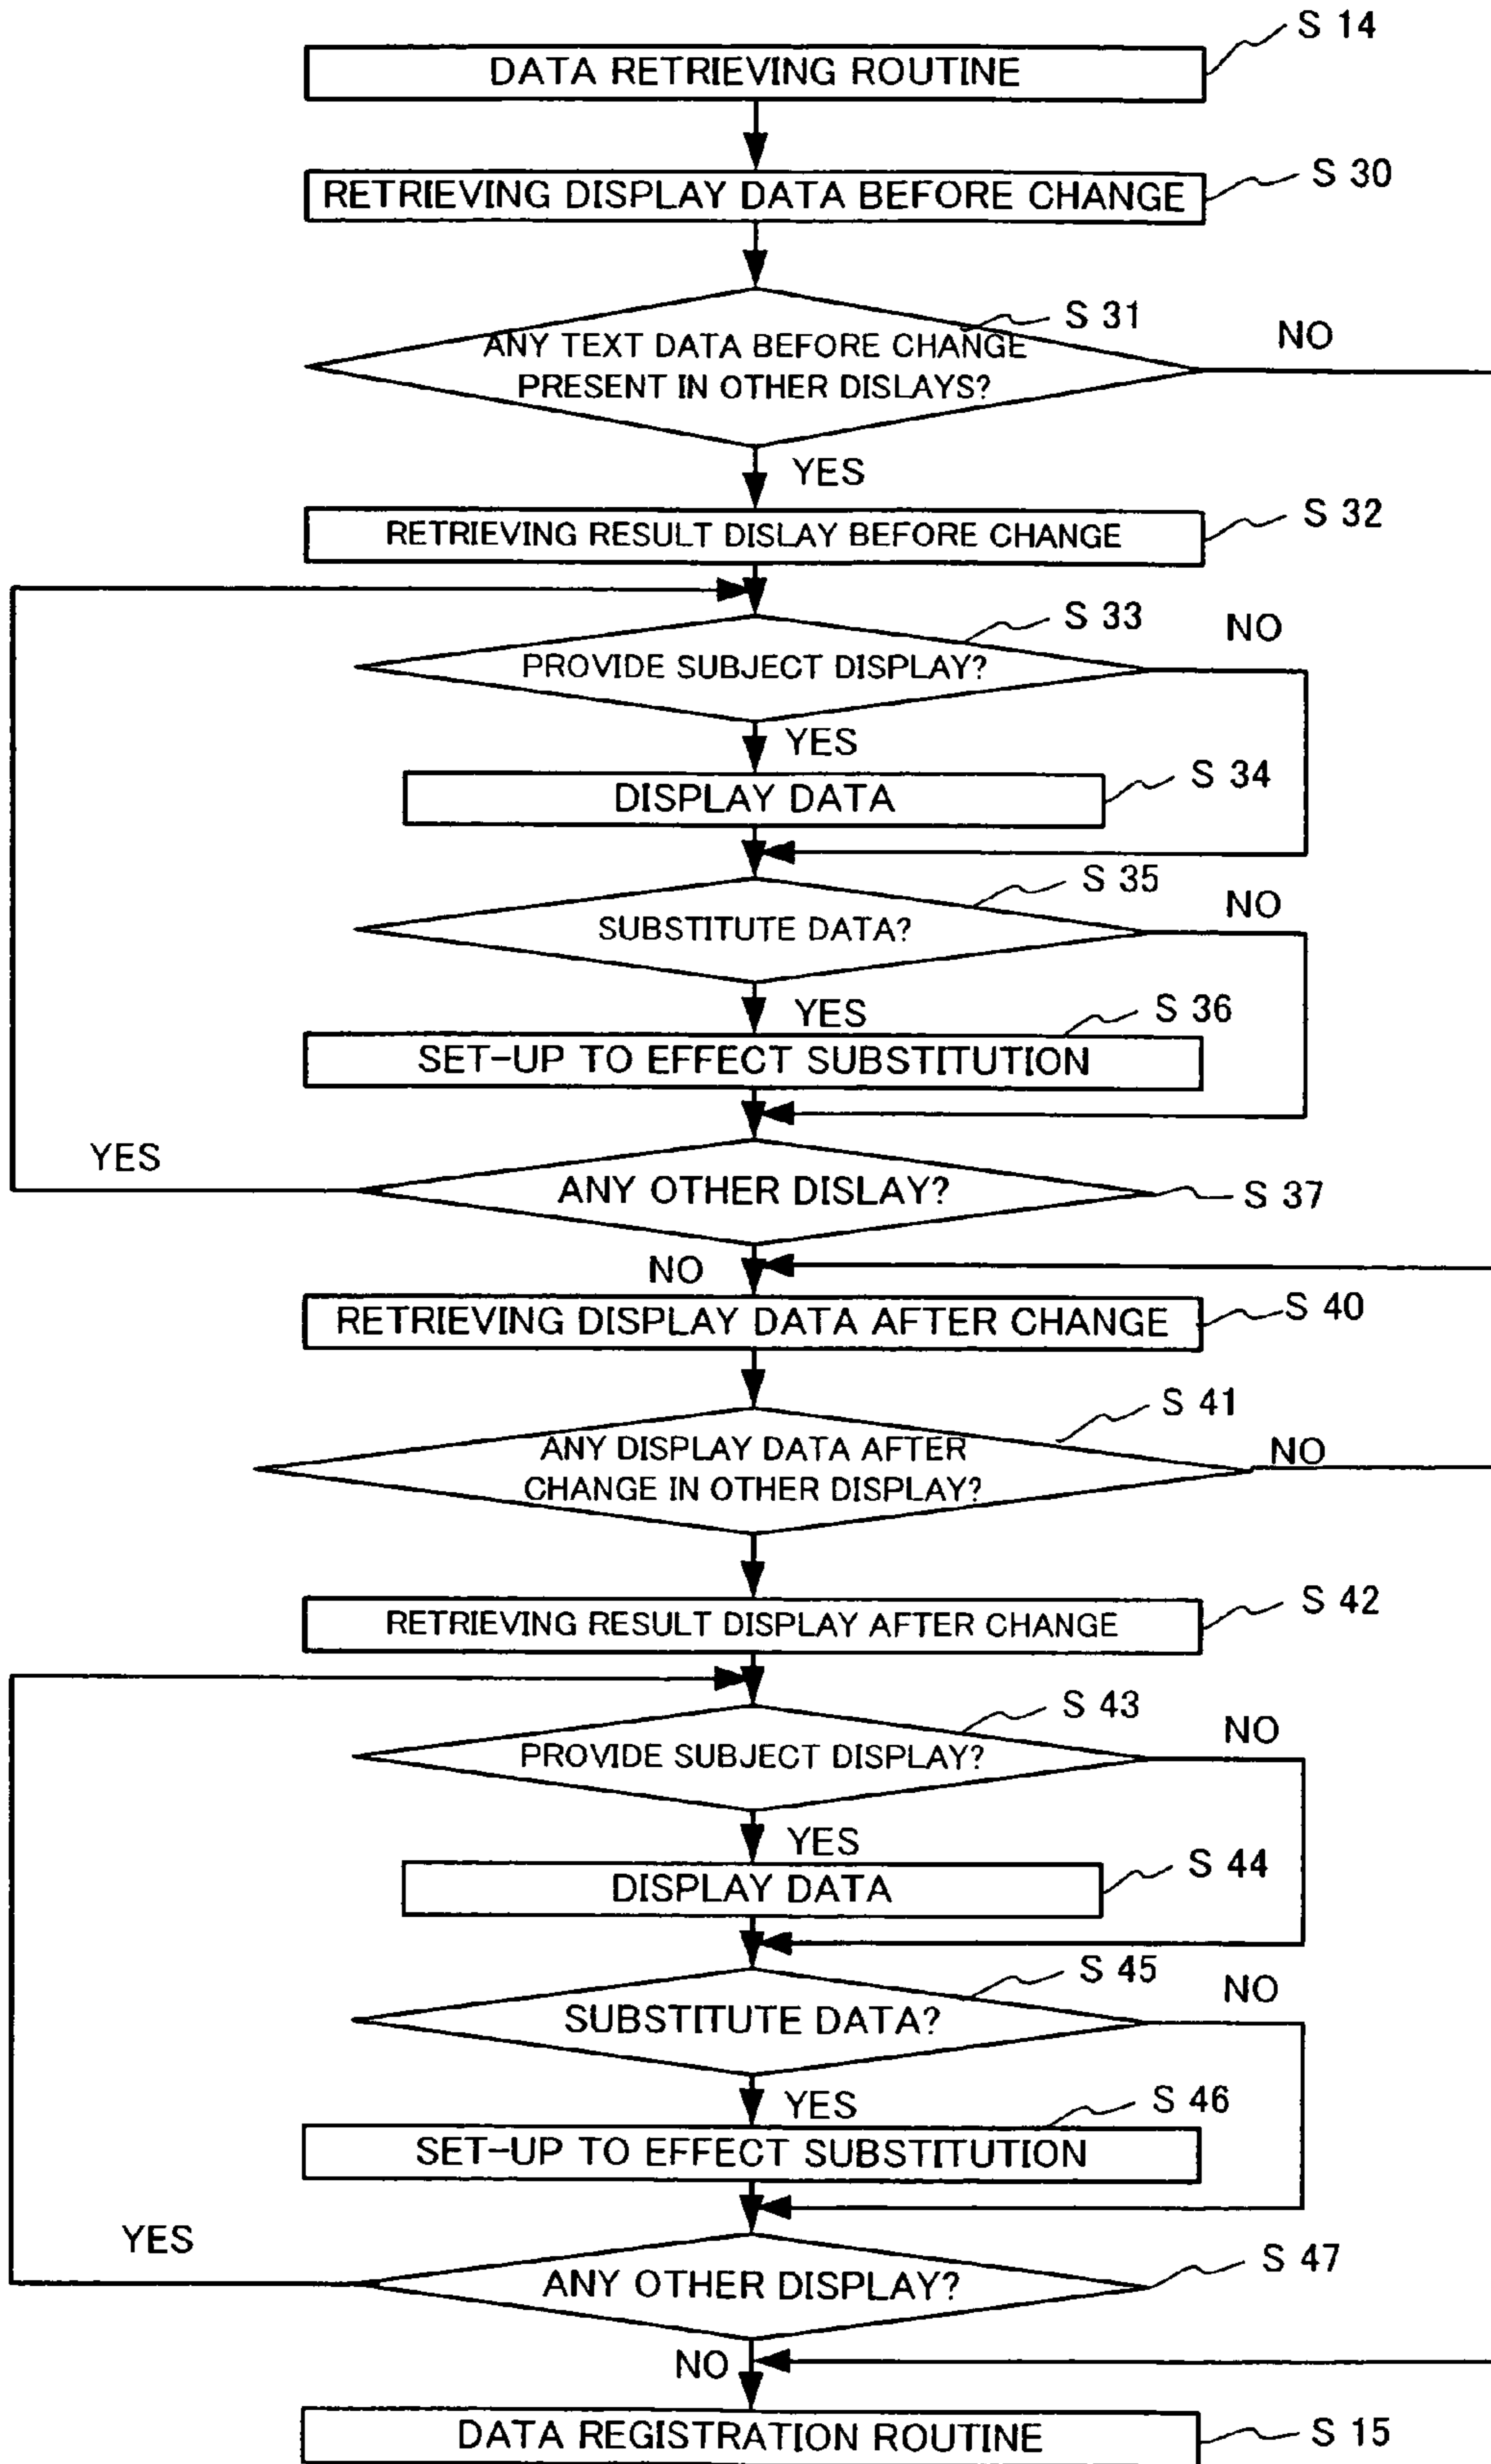 S 14
DATA RETRIEVING ROUTINE
S 30
RETRIEVING DISPLAY DATA BEFORE CHANGE
S 31
NO
ANY TEXT DATA BEFORE CHANGE
PRESENT IN OTHER DISLAYS?
YES
S 32
RETRIEVING RESULT DISLAY BEFORE CHANGE
S 33
NO
PROVIDE SUBJECT DISPLAY?
YES
S 34
DISPLAY DATA
S 35
NO
SUBSTITUTE DATA?
YES
S 36
SET-UP TO EFFECT SUBSTITUTION
YES
ANY OTHER DISLAY?
S 37
NO
RETRIEVING DISPLAY DATA AFTER CHANGE
S 40
S 41
NO
ANY DISPLAY DATA AFTER
CHANGE IN OTHER DISPLAY?
S 42
RETRIEVING RESULT DISPLAY AFTER CHANGE
S 43
NO
PROVIDE SUBJECT DISPLAY?
YES
S 44
DISPLAY DATA
S 45
NO
SUBSTITUTE DATA?
YES
S 46
SET-UP TO EFFECT SUBSTITUTION
YES
S 47
ANY OTHER DISPLAY?
NO
DATA REGISTRATION ROUTINE
S 15